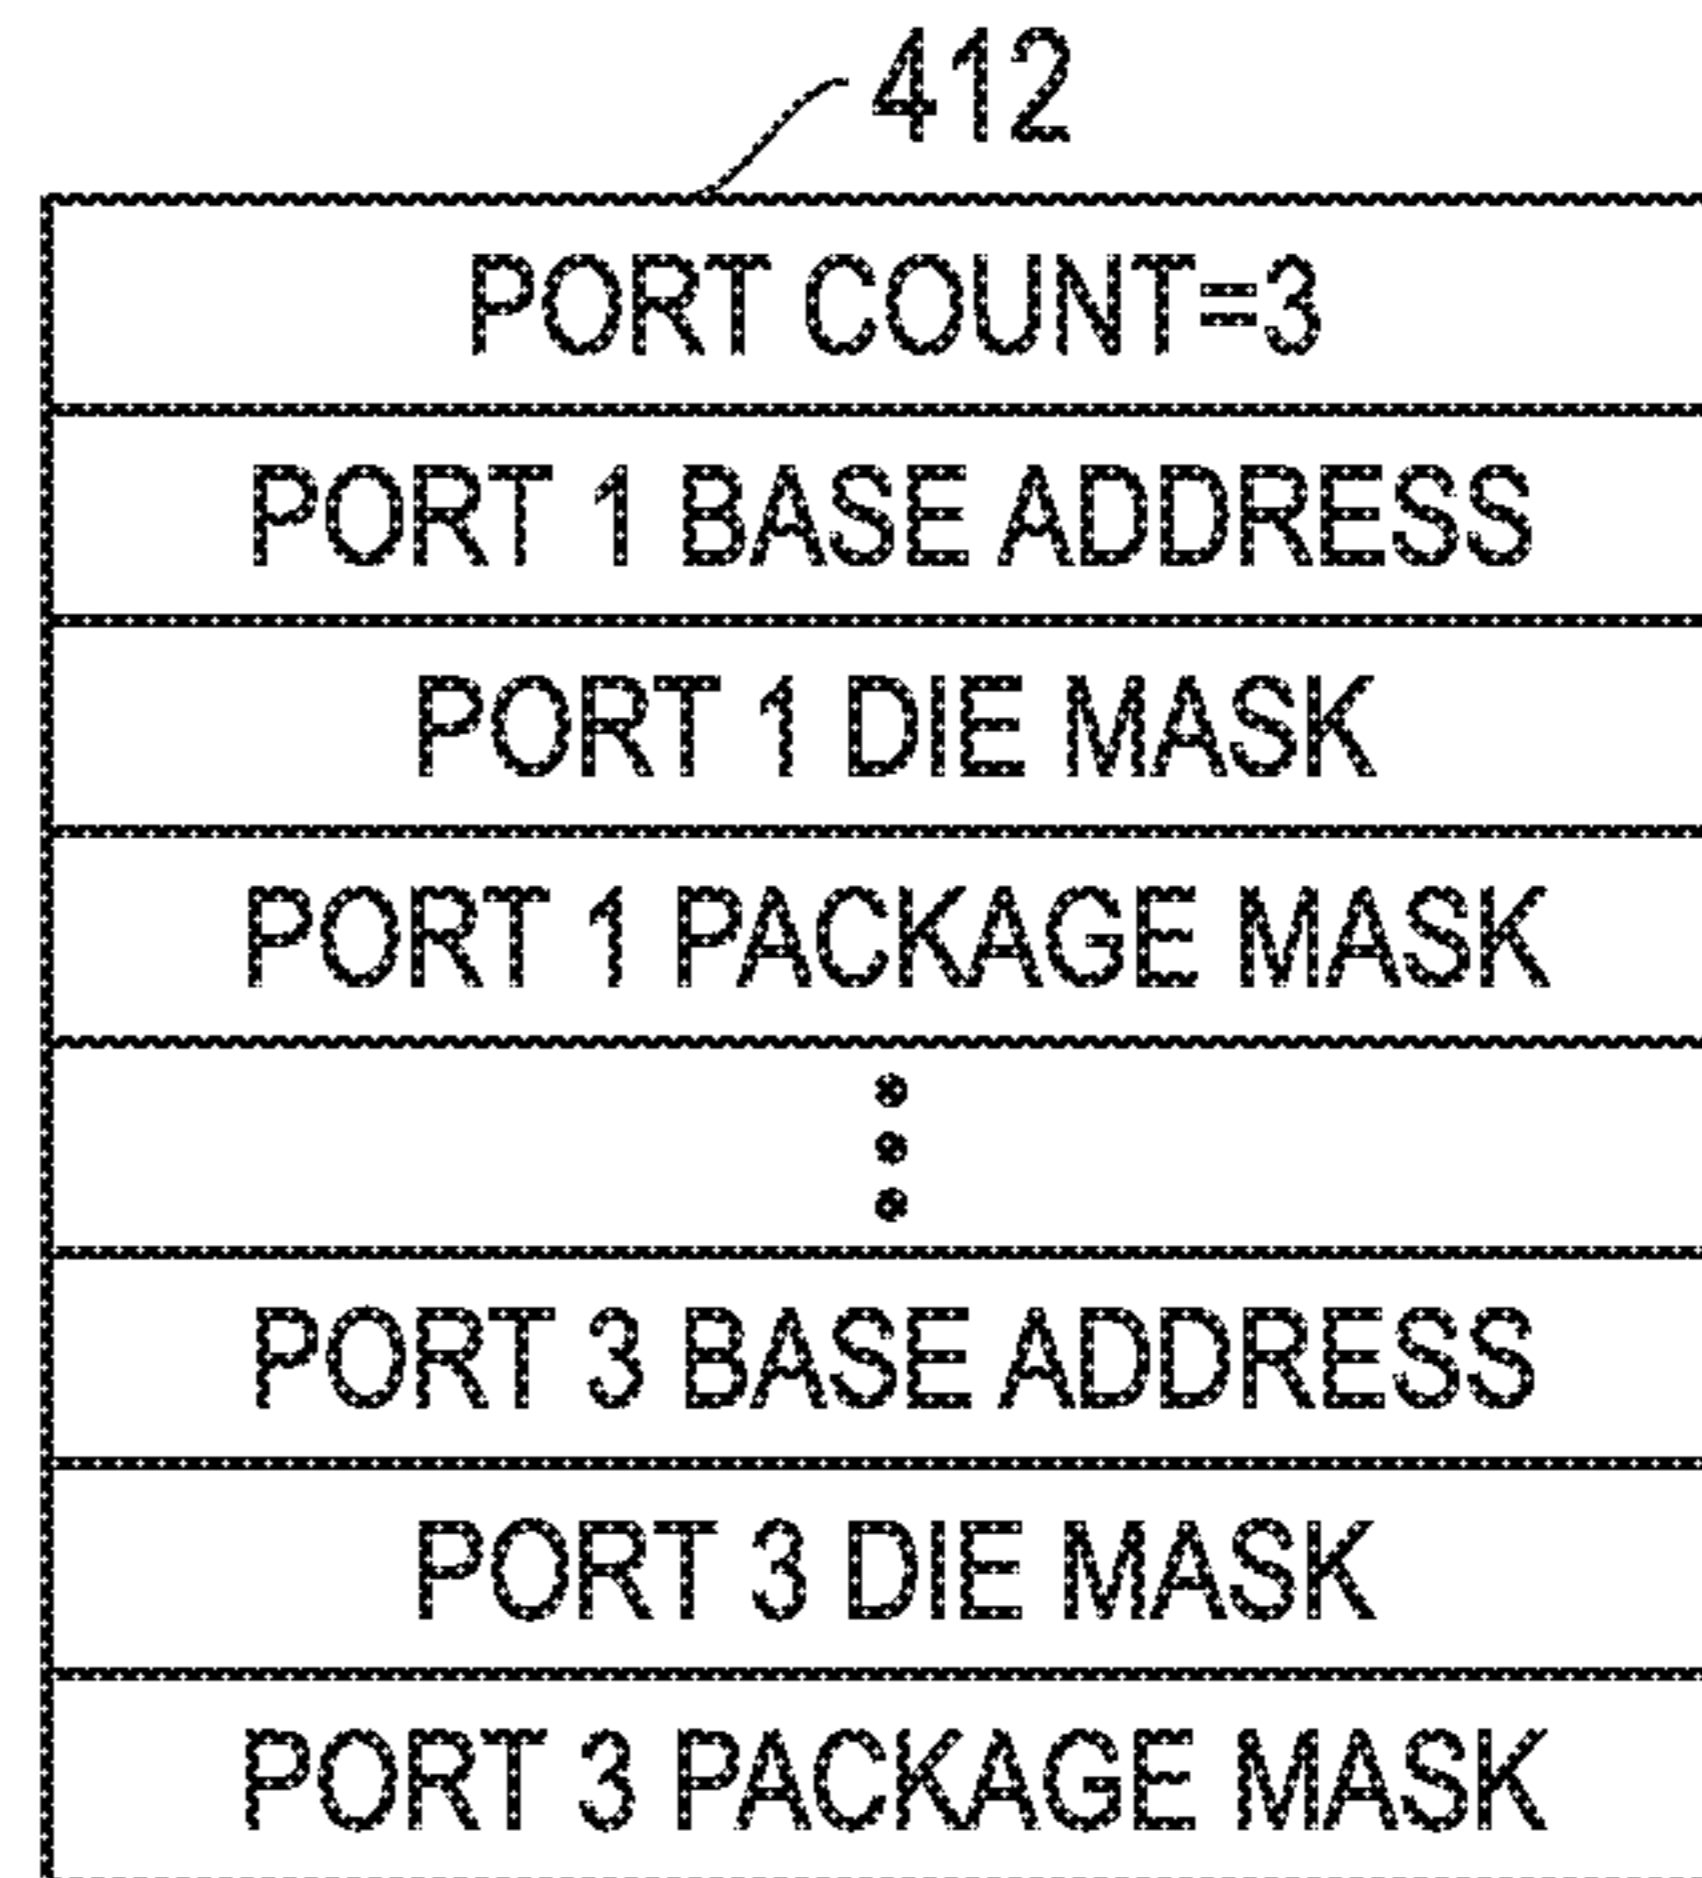 412
PORT COUNT=3
PORT 1 BASE ADDRESS
PORT 1 DIE MASK
PORT 1 PACKAGE MASK
PORT 3 BASE ADDRESS
PORT 3 DIE MASK
PORT 3 PACKAGE MASK